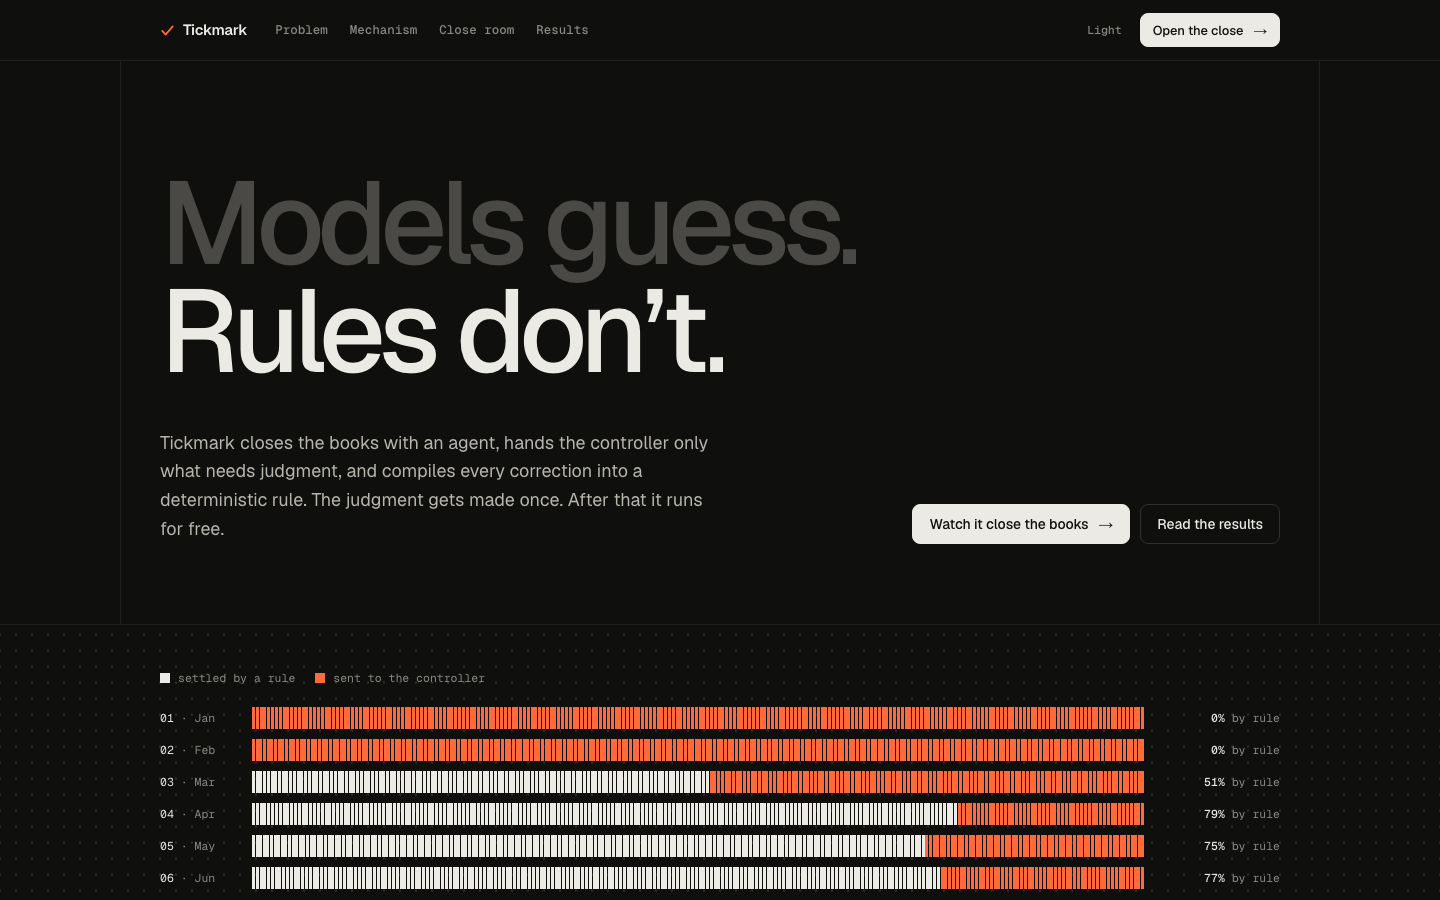 Tickmark Problem Mechanism Close room Results Light Open the close →
Models guess.
Rules don’t.
Tickmark closes the books with an agent, hands the controller only
what needs judgment, and compiles every correction into a
deterministic rule. The judgment gets made once. After that it runs
for free.
Watch it close the books → Read the results
settled by a rule sent to the controller
01 · Jan 0% by rule
02 · Feb 0% by rule
03 · Mar 51% by rule
04 · Apr 79% by rule
05 · May 75% by rule
06 · Jun 77% by rule